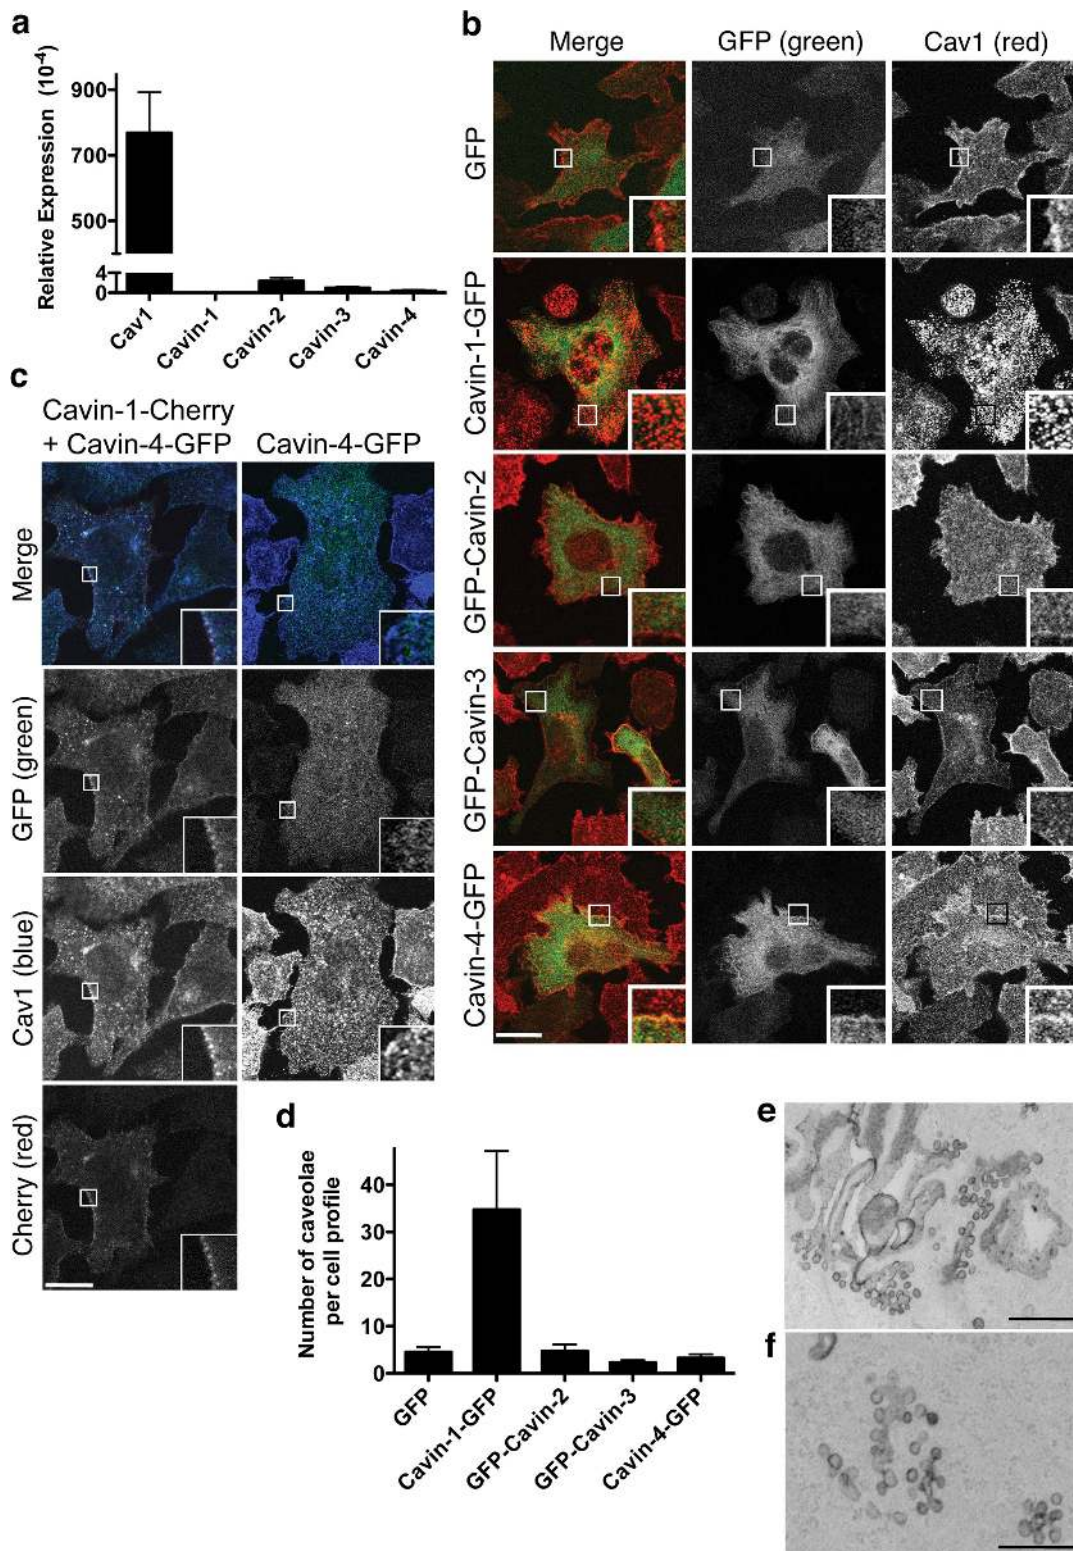 a
Relative Expression (10⁻⁴)
900
700
500
4
0
Cav1
Cavin-1
Cavin-2
Cavin-3
Cavin-4
b
Merge
GFP (green)
Cav1 (red)
GFP
Cavin-1-GFP
GFP-Cavin-2
GFP-Cavin-3
Cavin-4-GFP
c
Cavin-1-Cherry
+ Cavin-4-GFP
Cavin-4-GFP
Merge
GFP (green)
Cav1 (blue)
Cherry (red)
d
Number of caveolae
per cell profile
40
30
20
10
0
GFP
Cavin-1-GFP
GFP-Cavin-2
GFP-Cavin-3
Cavin-4-GFP
e
f